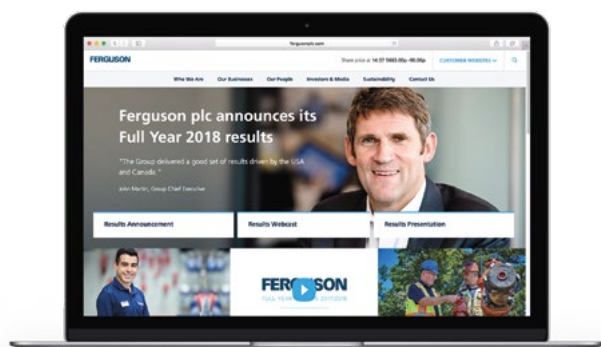 fergusonplc.com
FERGUSON
CUSTOMER WEBSITES
Who We Are Our Businesses Our People Investors & Media Sustainability Contact Us
Ferguson plc announces its
Full Year 2018 results
"The Group delivered a good set of results driven by the USA
and Canada."
John Martin, Group Chief Executive
Results Announcement Results Webcast Results Presentation
FERGUSON